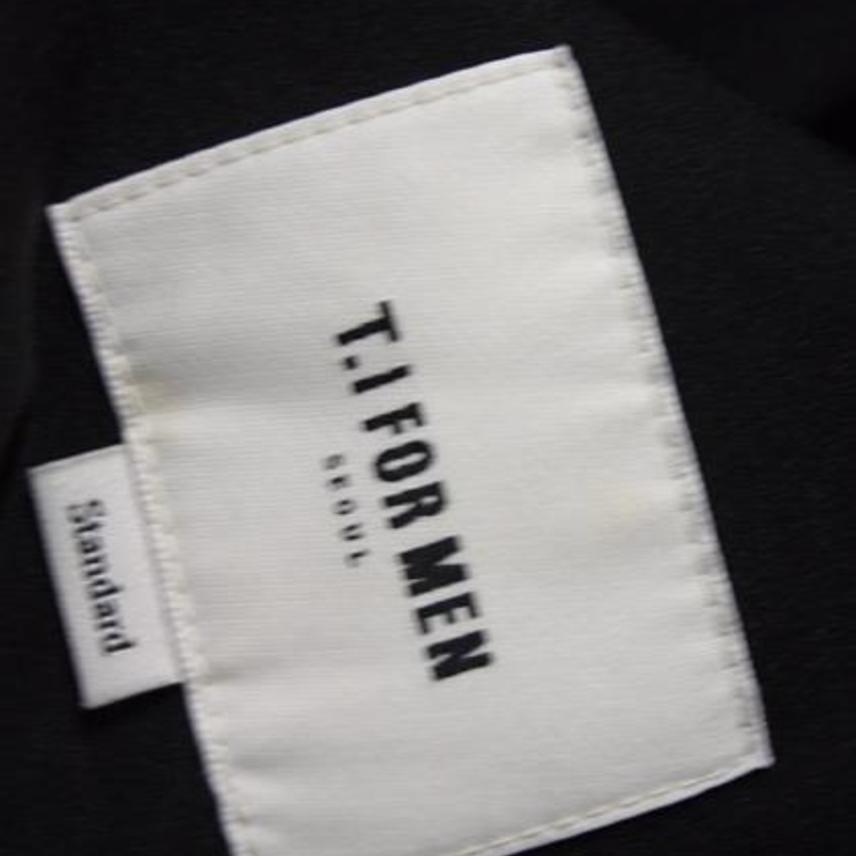 T.I FOR MEN
SEOUL
Standard